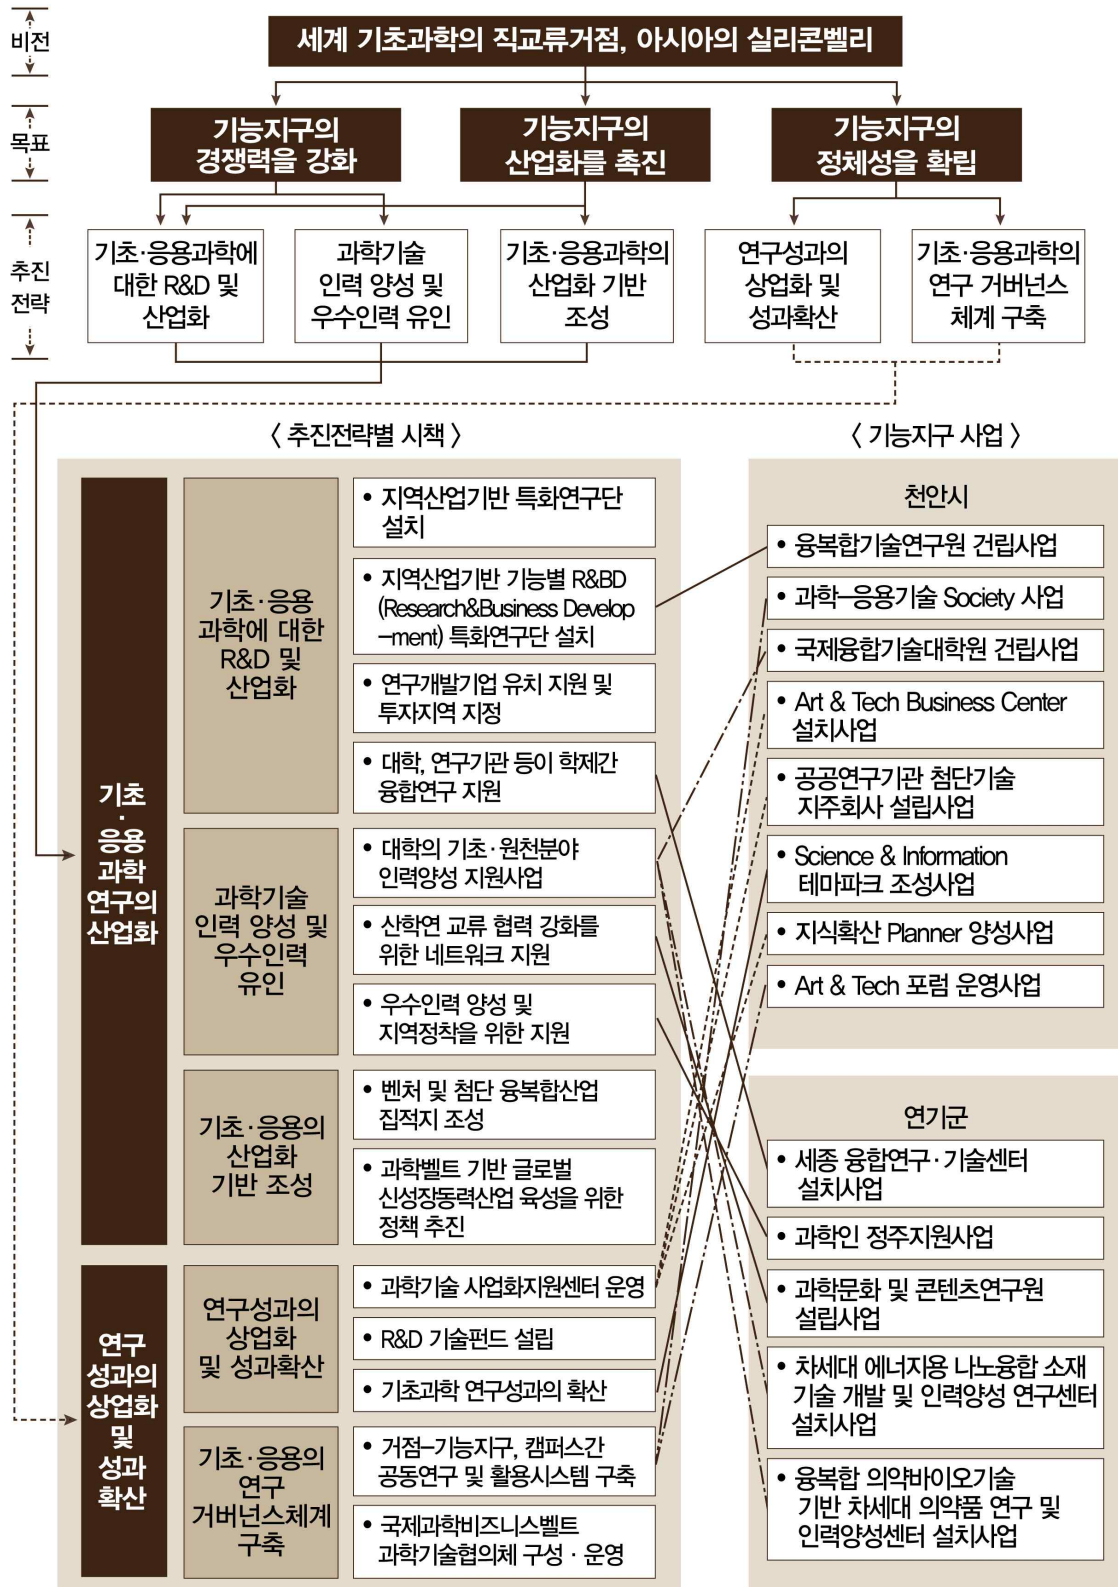 비전
세계 기초과학의 직교류거점, 아시아의 실리콘벨리
목표
기능지구의
경쟁력을 강화
기능지구의
산업화를 촉진
기능지구의
정체성을 확립
추진
전략
기초·응용과학에
대한 R&D 및
산업화
과학기술
인력 양성 및
우수인력 유인
기초·응용과학의
산업화 기반
조성
연구성과의
상업화 및
성과확산
기초·응용과학의
연구 거버넌스
체계 구축
〈 추진전략별 시책 〉
기초
·
응용
과학
연구의
산업화
기초·응용
과학에 대한
R&D 및
산업화
• 지역산업기반 특화연구단
설치
• 지역산업기반 기능별 R&BD
(Research&Business Develop
-ment) 특화연구단 설치
• 연구개발기업 유치 지원 및
투자지역 지정
• 대학, 연구기관 등이 학제간
융합연구 지원
과학기술
인력 양성 및
우수인력
유인
• 대학의 기초·원천분야
인력양성 지원사업
• 산학연 교류 협력 강화를
위한 네트워크 지원
• 우수인력 양성 및
지역정착을 위한 지원
기초·응용의
산업화
기반 조성
• 벤처 및 첨단 융복합산업
집적지 조성
• 과학벨트 기반 글로벌
신성장동력산업 육성을 위한
정책 추진
연구
성과의
상업화
및
성과
확산
연구성과의
상업화
및 성과확산
• 과학기술 사업화지원센터 운영
• R&D 기술펀드 설립
• 기초과학 연구성과의 확산
기초·응용의
연구
거버넌스체계
구축
• 거점-기능지구, 캠퍼스간
공동연구 및 활용시스템 구축
• 국제과학비즈니스벨트
과학기술협의체 구성·운영
〈 기능지구 사업 〉
천안시
• 융복합기술연구원 건립사업
• 과학-응용기술 Society 사업
• 국제융합기술대학원 건립사업
• Art & Tech Business Center
설치사업
• 공공연구기관 첨단기술
지주회사 설립사업
• Science & Information
테마파크 조성사업
• 지식확산 Planner 양성사업
• Art & Tech 포럼 운영사업
연기군
• 세종 융합연구·기술센터
설치사업
• 과학인 정주지원사업
• 과학문화 및 콘텐츠연구원
설립사업
• 차세대 에너지용 나노융합 소재
기술 개발 및 인력양성 연구센터
설치사업
• 융복합 의약바이오기술
기반 차세대 의약품 연구 및
인력양성센터 설치사업